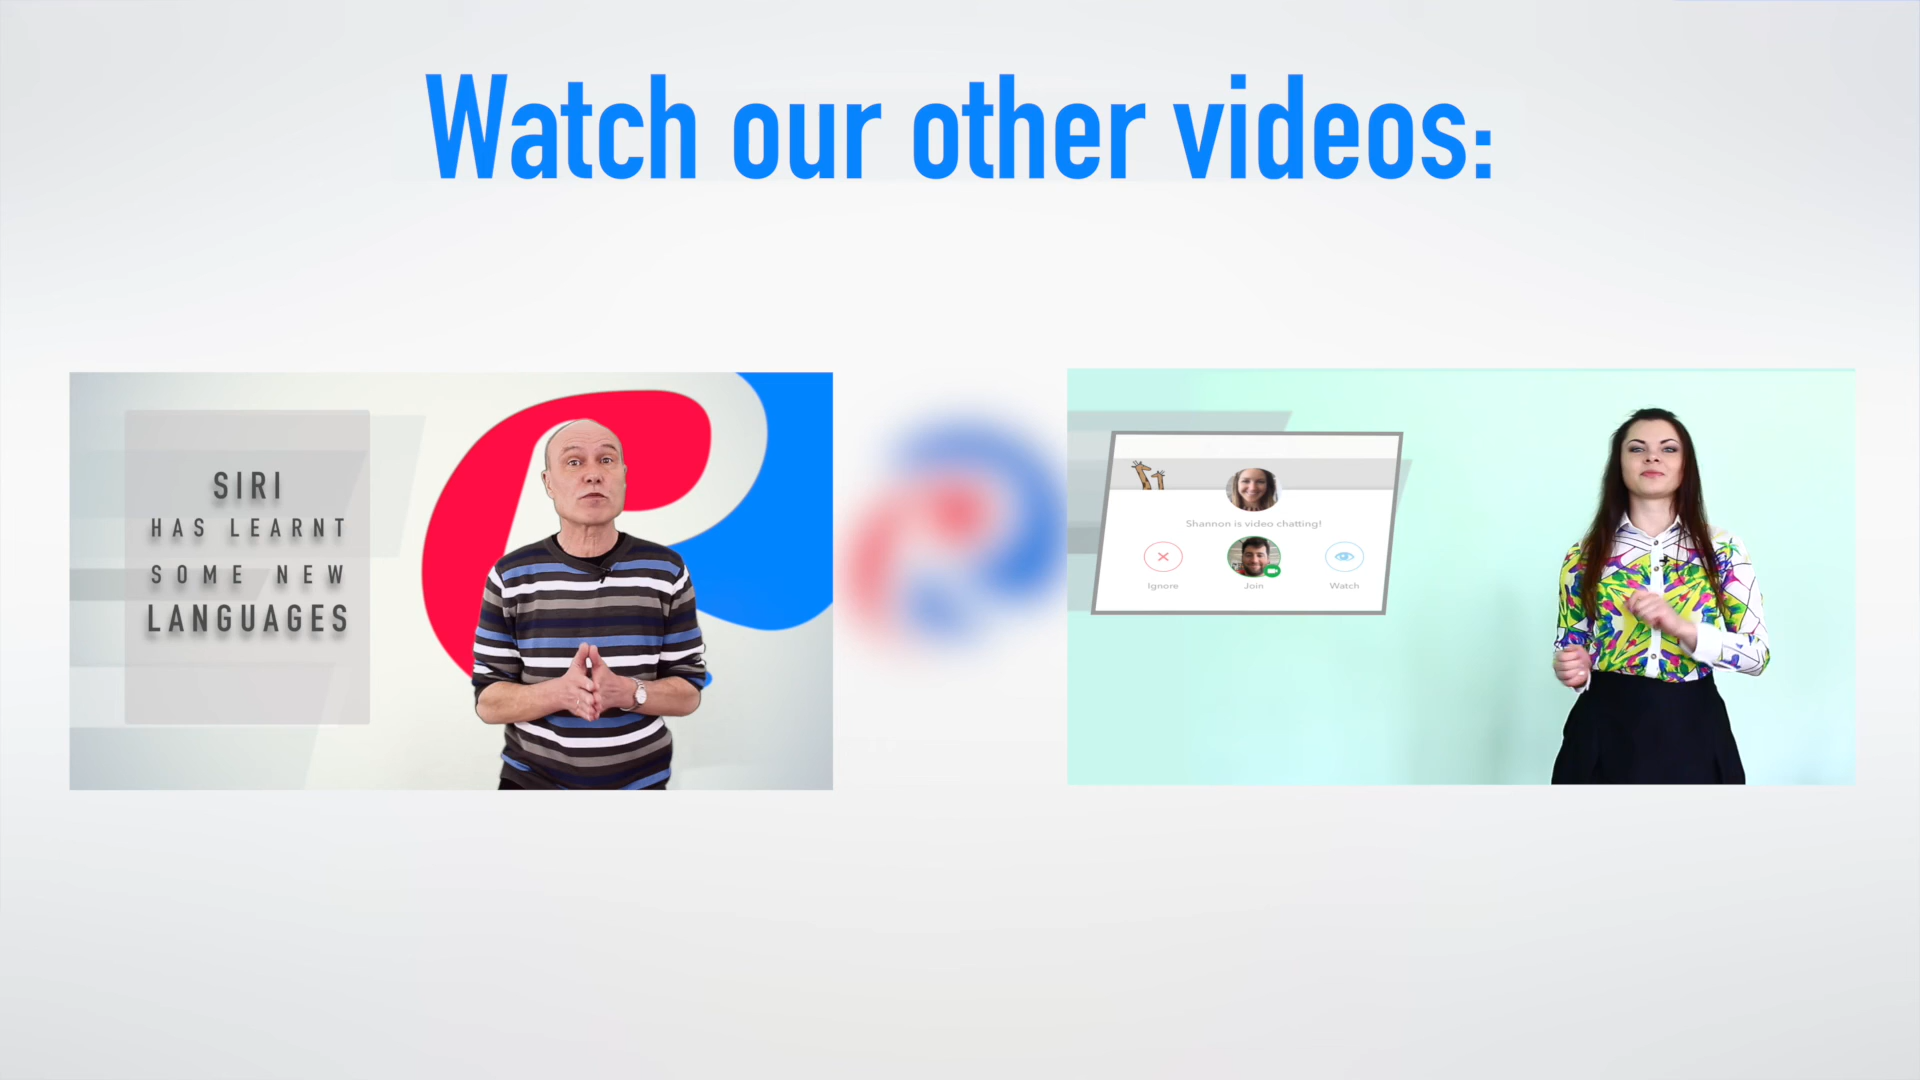 Watch our other videos:
SIRI
HAS LEARNT
SOME NEW
LANGUAGES
Shannon is video chatting!
Ignore
Join
Watch